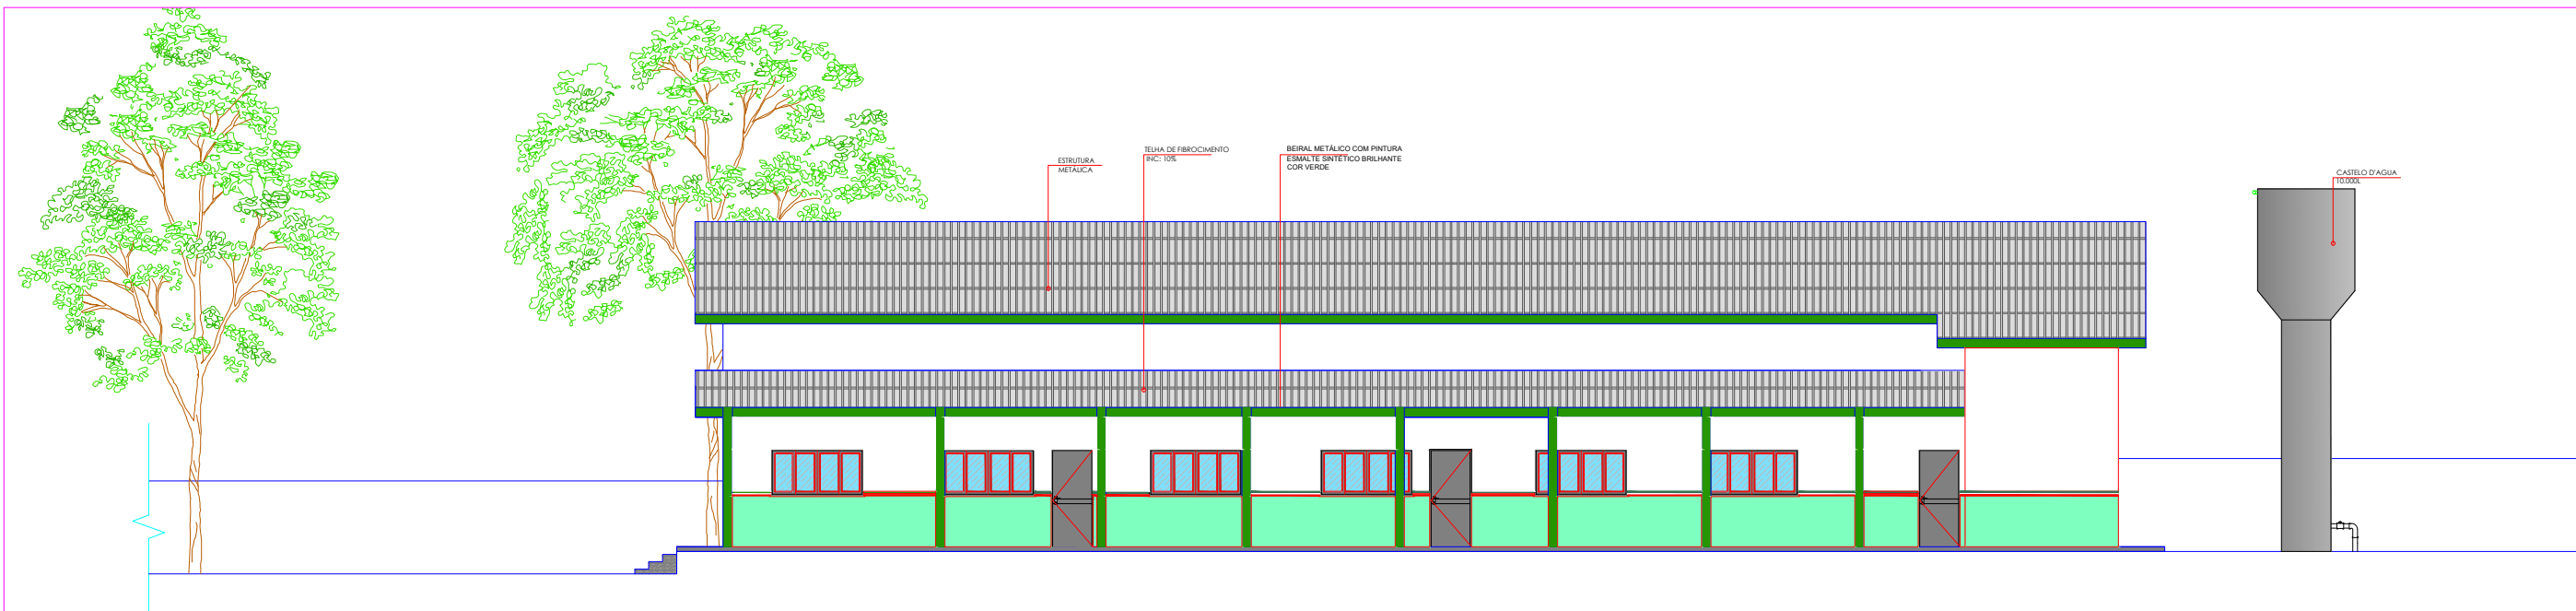 ESTRUTURA
METÁLICA
TELHA DE FIBROCIMENTO
INC: 10%
BEIRAL METÁLICO COM PINTURA
ESMALTE SINTÉTICO BRILHANTE
COR VERDE
CASTELO D'AGUA
10.000L